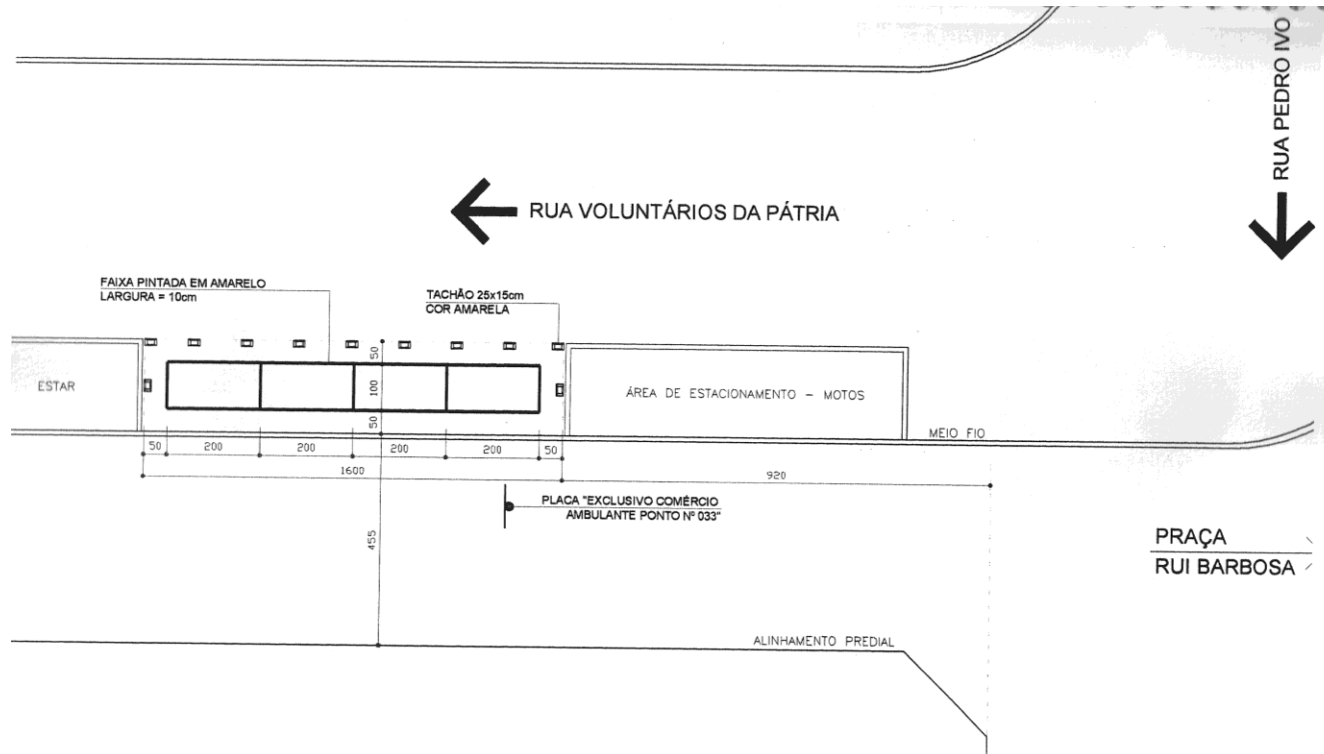 RUA PEDRO IVO
RUA VOLUNTÁRIOS DA PÁTRIA
FAIXA PINTADA EM AMARELO
LARGURA = 10cm
TACHÃO 25x15cm
COR AMARELA
50
100
50
ESTAR
ÁREA DE ESTACIONAMENTO - MOTOS
MEIO FIO
50
200
200
200
200
50
1600
920
PLACA "EXCLUSIVO COMÉRCIO
AMBULANTE PONTO Nº 033"
455
PRAÇA
RUI BARBOSA
ALINHAMENTO PREDIAL